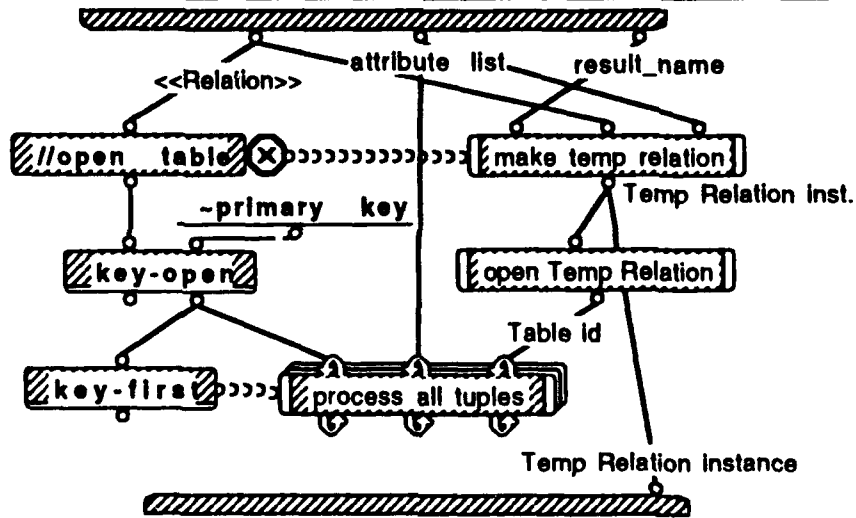 attribute list
result_name
<<Relation>>
//open table
make temp relation
Temp Relation inst.
~primary key
key-open
open Temp Relation
Table id
key-first
process all tuples
Temp Relation instance